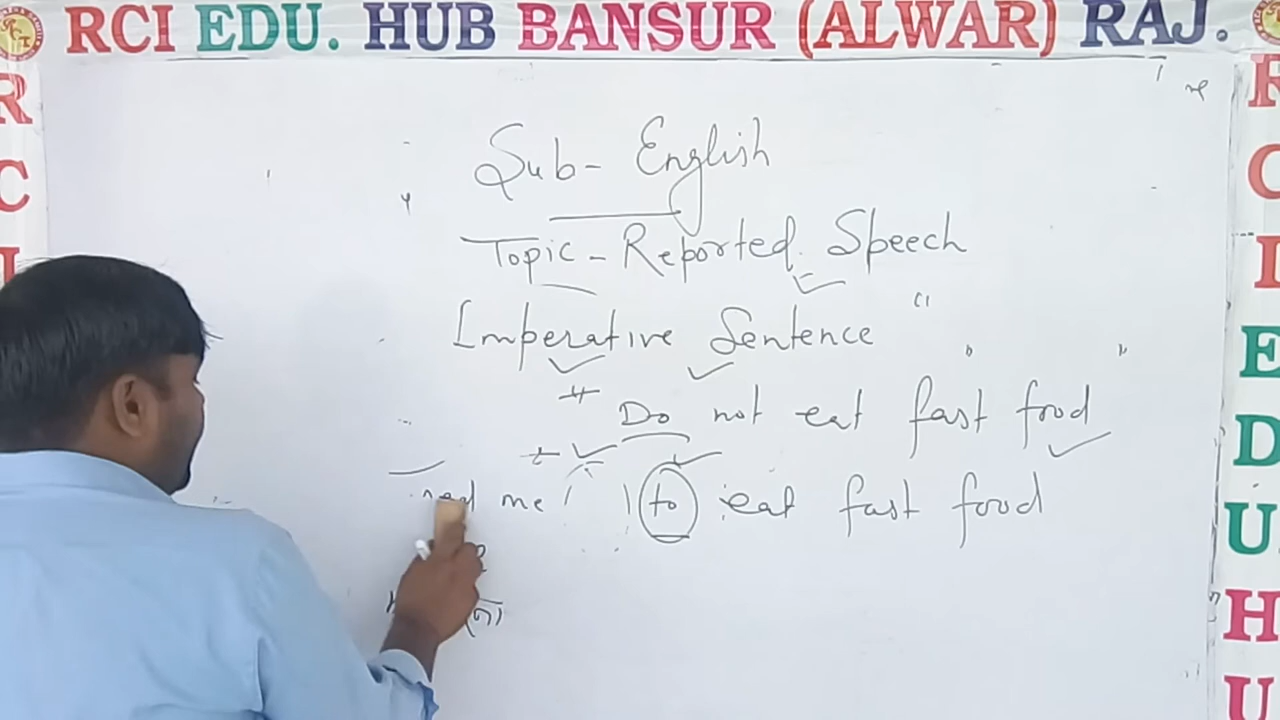 RCI EDU. HUB BANSUR (ALWAR) RAJ.
R
C
I
R
C
I
E
D
U
H
U
Sub- English
Topic - Reported Speech
Imperative Sentence
Do not eat fast food
me to eat fast food